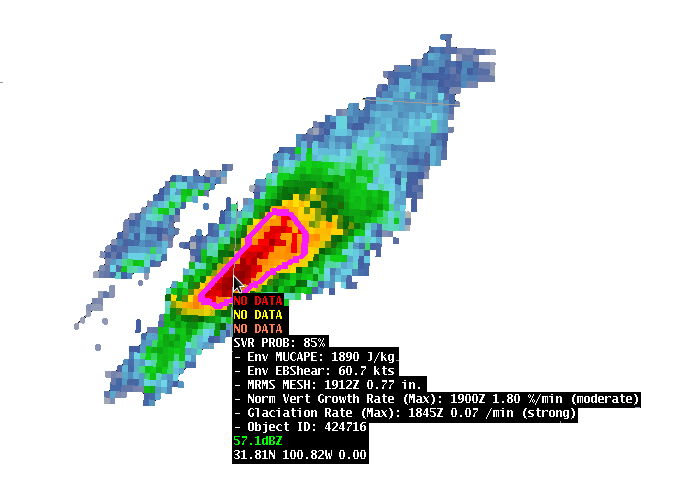 NO DATA
NO DATA
NO DATA
SVR PROB: 85%
- Env MUCAPE: 1890 J/kg
- Env EBShear: 60.7 kts
- MRMS MESH: 1912Z 0.77 in.
- Norm Vert Growth Rate (Max): 1900Z 1.80 %/min (moderate)
- Glaciation Rate (Max): 1845Z 0.07 /min (strong)
- Object ID: 424716
57.1dBZ
31.81N 100.82W 0.00